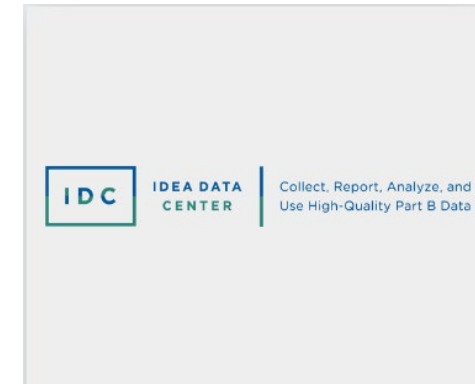 IDC
IDEA DATA
CENTER
Collect, Report, Analyze, and
Use High-Quality Part B Data